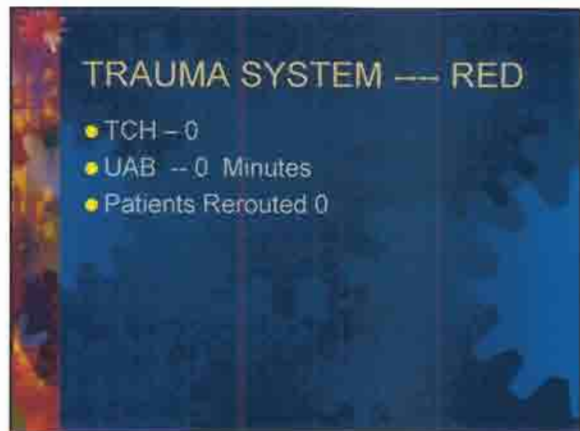 TRAUMA SYSTEM --- RED
TCH – 0
UAB -- 0 Minutes
Patients Rerouted 0